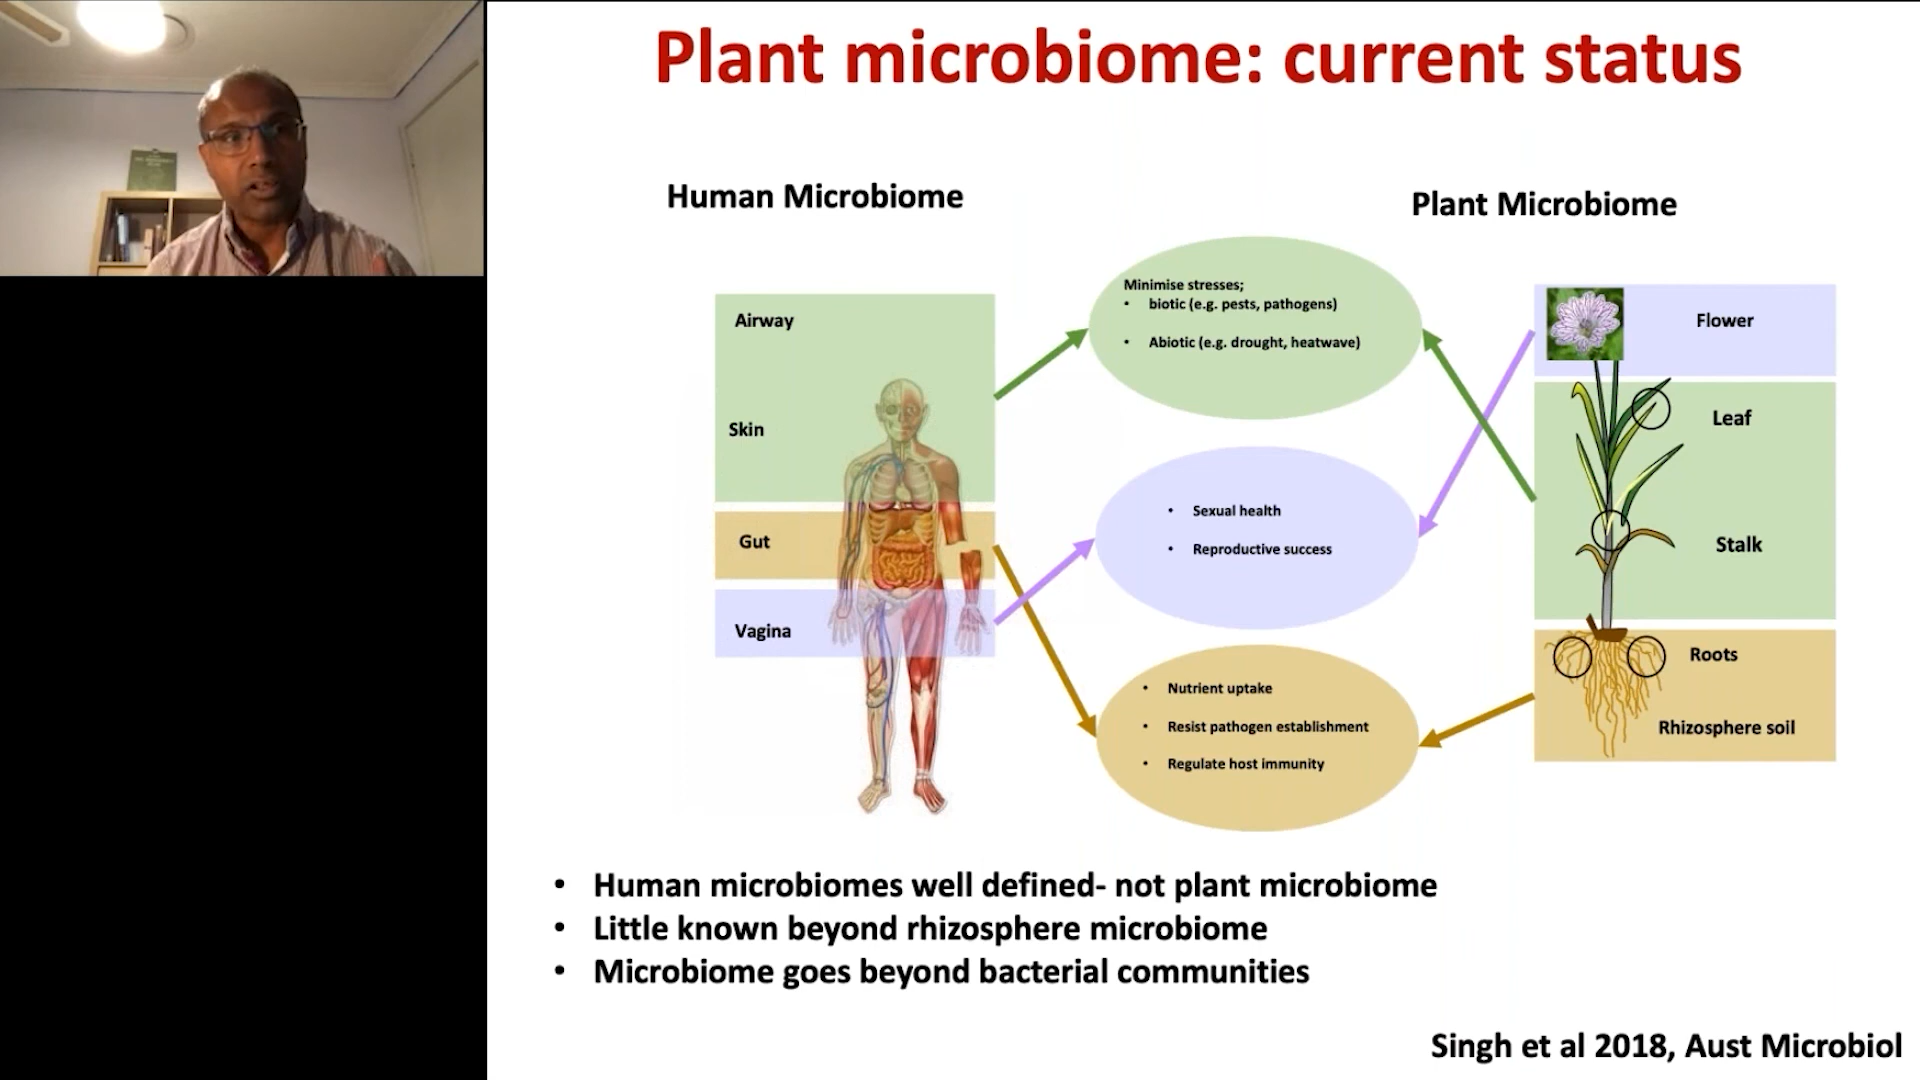 Plant microbiome: current status
Human Microbiome
Plant Microbiome
Airway
Skin
Gut
Vagina
Minimise stresses;
• biotic (e.g. pests, pathogens)
• Abiotic (e.g. drought, heatwave)
• Sexual health
• Reproductive success
• Nutrient uptake
• Resist pathogen establishment
• Regulate host immunity
Flower
Leaf
Stalk
Roots
Rhizosphere soil
• Human microbiomes well defined- not plant microbiome
• Little known beyond rhizosphere microbiome
• Microbiome goes beyond bacterial communities
Singh et al 2018, Aust Microbiol